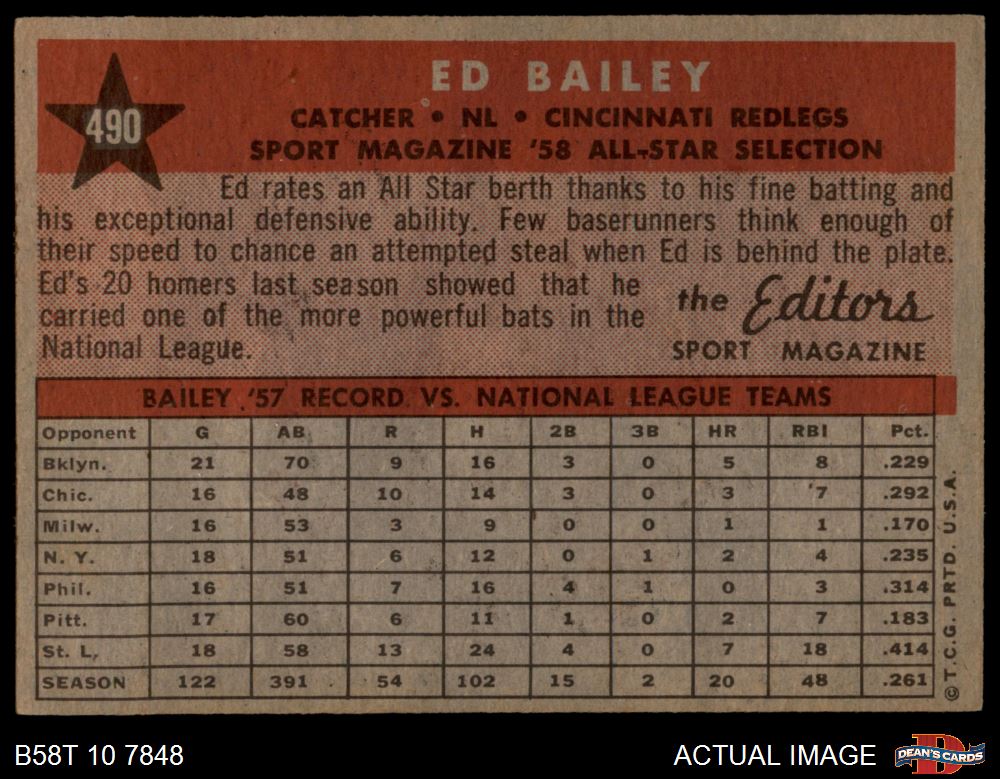 490
ED BAILEY
CATCHER • NL • CINCINNATI REDLEGS
SPORT MAGAZINE '58 ALL-STAR SELECTION
Ed rates an All Star berth thanks to his fine batting and
his exceptional defensive ability. Few baserunners think enough of
their speed to chance an attempted steal when Ed is behind the plate.
Ed's 20 homers last season showed that he
carried one of the more powerful bats in the
National League.
the Editors
SPORT MAGAZINE
BAILEY '57 RECORD VS. NATIONAL LEAGUE TEAMS
Opponent G AB R H 2B 3B HR RBI Pct.
Bklyn. 21 70 9 16 3 0 5 8 .229
Chic. 16 48 10 14 3 0 3 7 .292
Milw. 16 53 3 9 0 0 1 1 .170
N. Y. 18 51 6 12 0 1 2 4 .235
Phil. 16 51 7 16 4 1 0 3 .314
Pitt. 17 60 6 11 1 0 2 7 .183
St. L. 18 58 13 24 4 0 7 18 .414
SEASON 122 391 54 102 15 2 20 48 .261
© T.C.G. PRTD. U.S.A.
B58T 10 7848
ACTUAL IMAGE
DEAN'S CARDS